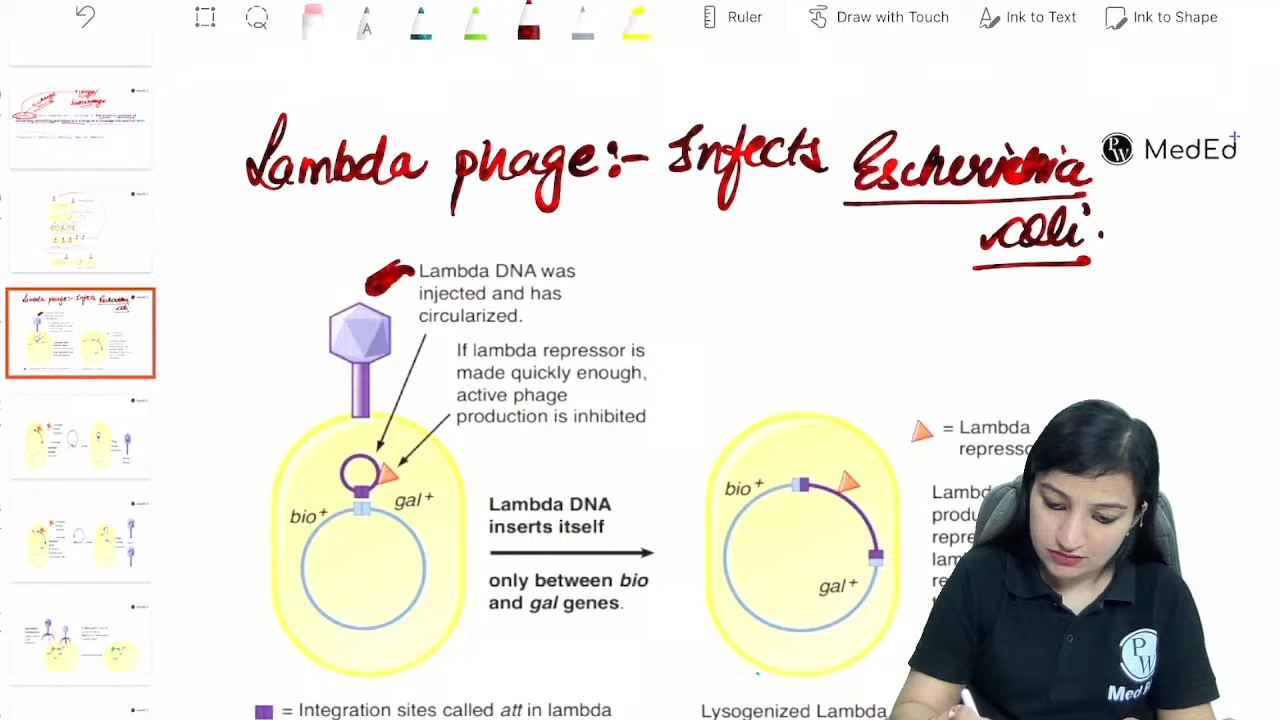 Ruler
Draw with Touch
Ink to Text
Ink to Shape
Lambda phage:- Infects Escherichia
coli.
PW MedEd
Lambda DNA was
injected and has
circularized.
If lambda repressor is
made quickly enough,
active phage
production is inhibited
bio+
gal+
Lambda DNA
inserts itself
only between bio
and gal genes.
bio+
gal+
= Lambda
= Integration sites called att in lambda
Lysogenized Lambda
PW